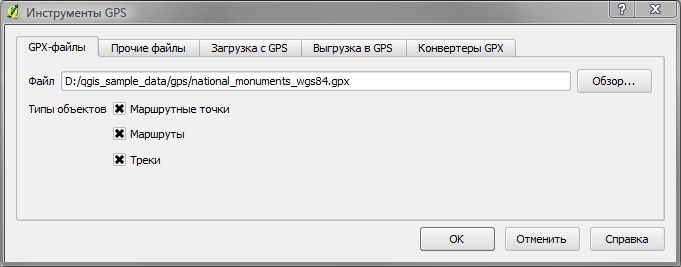 Инструменты GPS
GPX-файлы Прочие файлы Загрузка с GPS Выгрузка в GPS Конвертеры GPX
Файл D:/qgis_sample_data/gps/national_monuments_wgs84.gpx Обзор...
Типы объектов Маршрутные точки
Маршруты
Треки
OK Отменить Справка